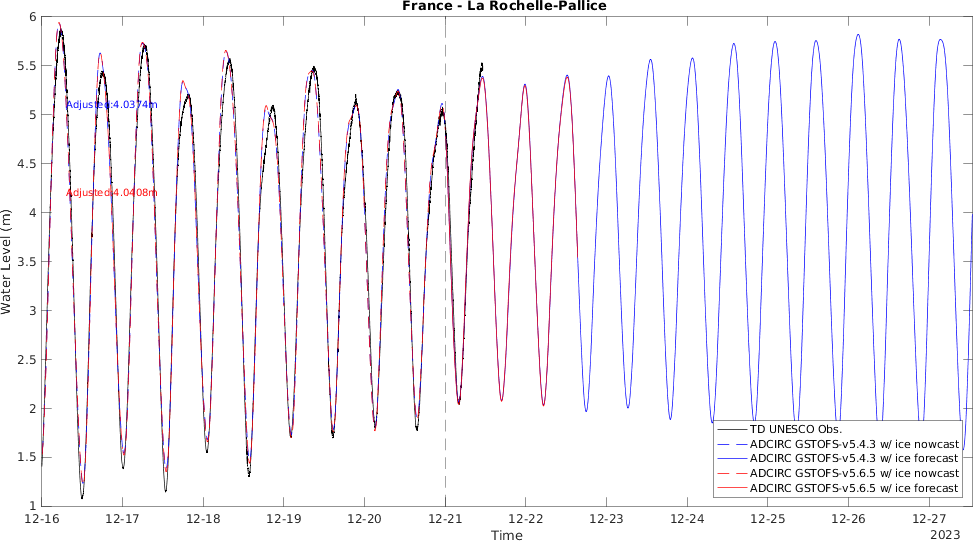 France - La Rochelle-Pallice
6
5.5
5
4.5
4
3.5
3
2.5
2
1.5
1
Water Level (m)
Adjusted:4.0374m
Adjusted:4.0408m
TD UNESCO Obs.
ADCIRC GSTOFS-v5.4.3 w/ ice nowcast
ADCIRC GSTOFS-v5.4.3 w/ ice forecast
ADCIRC GSTOFS-v5.6.5 w/ ice nowcast
ADCIRC GSTOFS-v5.6.5 w/ ice forecast
12-16 12-17 12-18 12-19 12-20 12-21 12-22 12-23 12-24 12-25 12-26 12-27
Time
2023